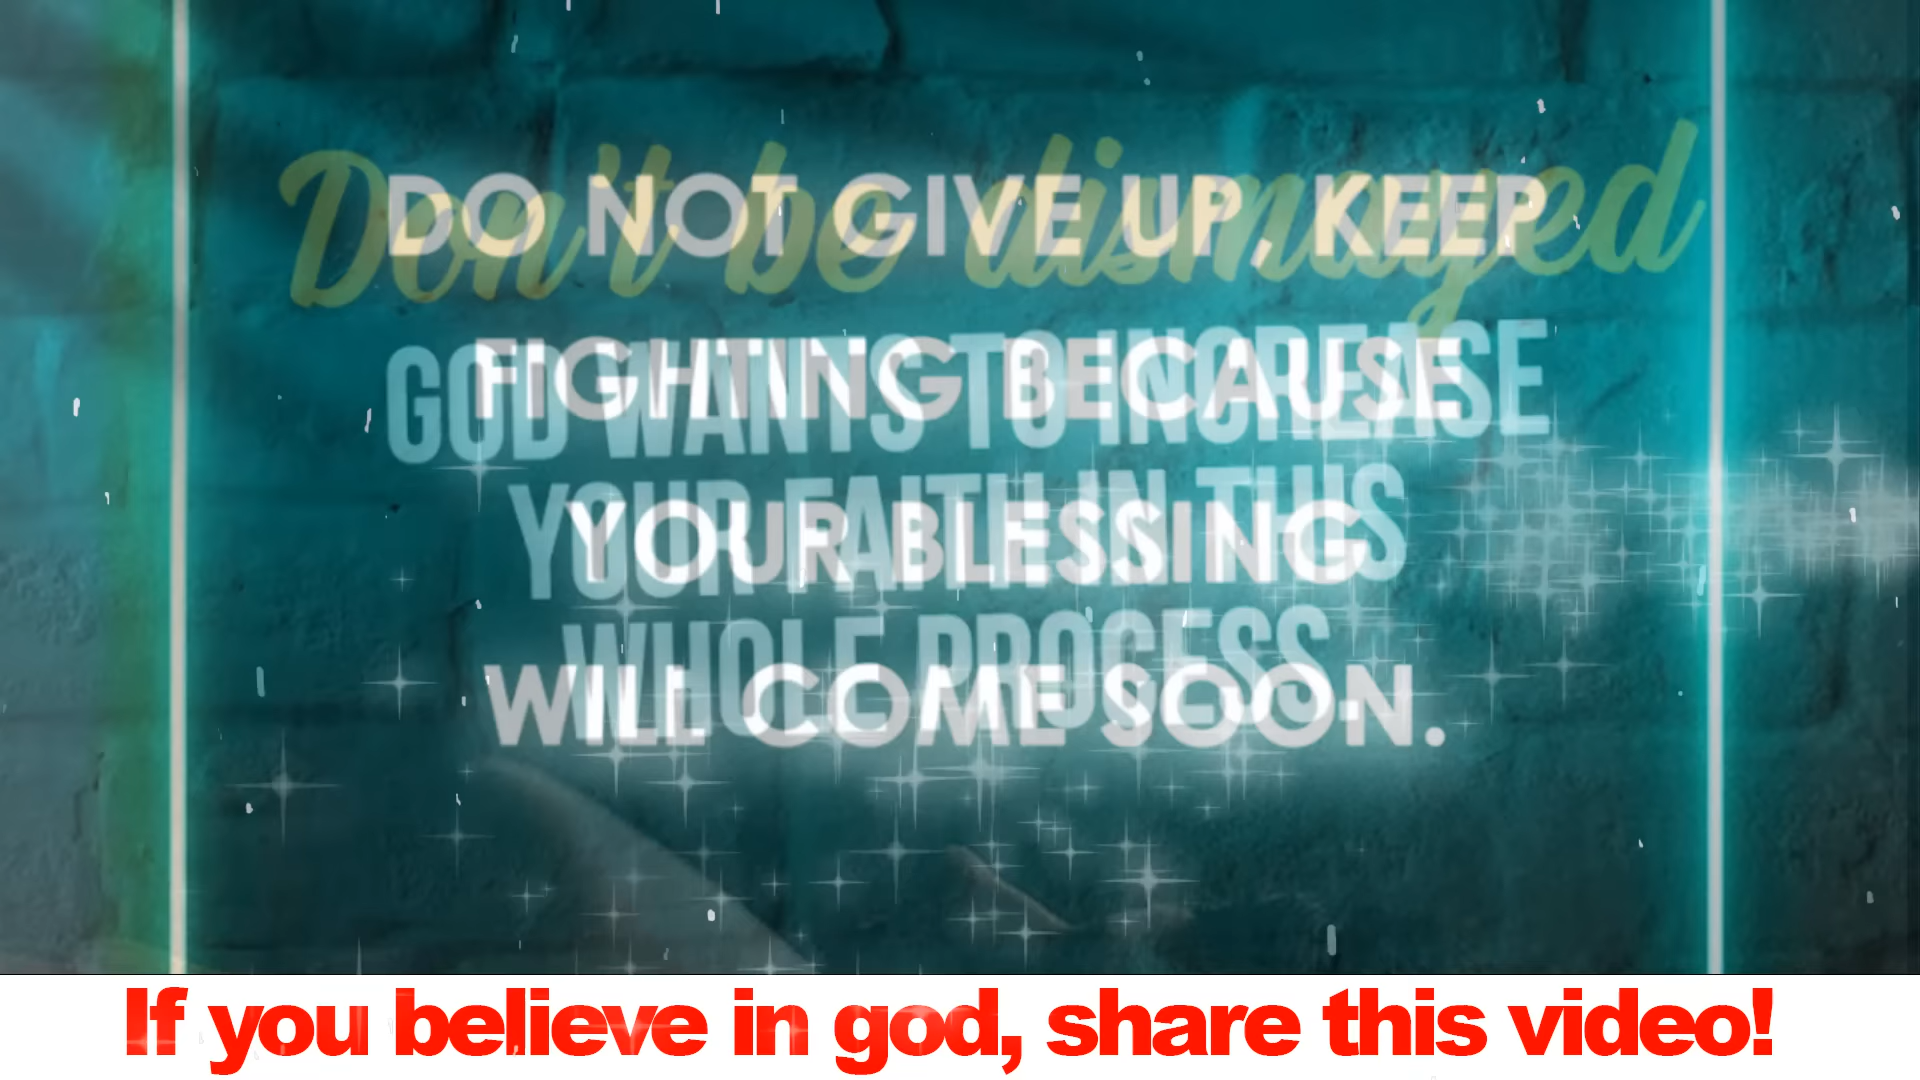 Don't be dismayed
DO NOT GIVE UP, KEEP
GOD WANTS TO INCREASE
FIGHTING BECAUSE
YOUR FAITH IN THIS
YOUR BLESSING
WHOLE PROCESS.
WILL COME SOON.
If you believe in god, share this video!